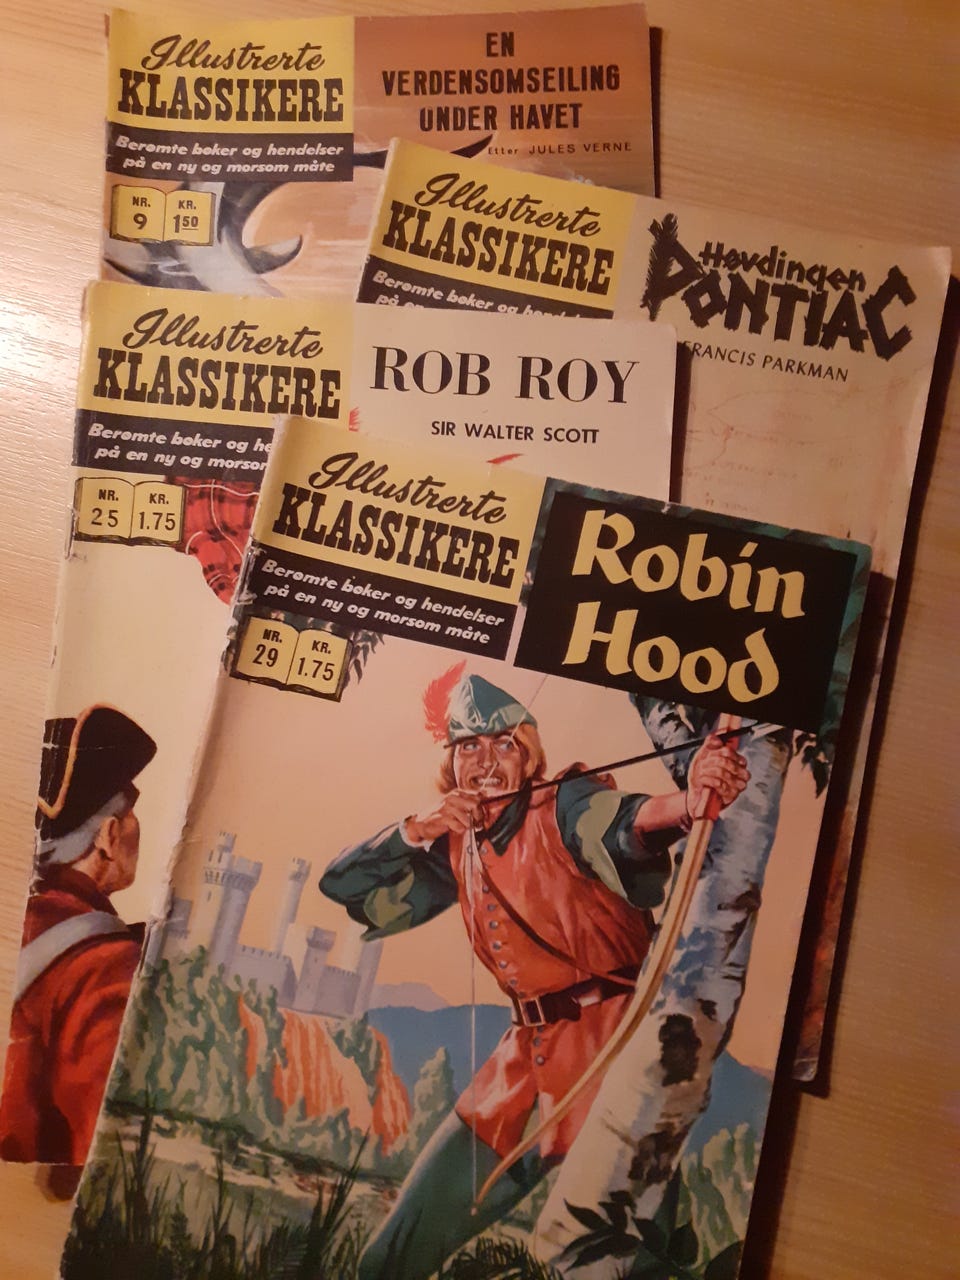 Illustrerte
KLASSIKERE
Berømte bøker og hendelser
på en ny og morsom måte
NR.
9
KR.
1.50
EN
VERDENSOMSEILING
UNDER HAVET
Etter JULES VERNE
Illustrerte
KLASSIKERE
Berømte bøker og
på en
Høvdingen
PONTIAC
FRANCIS PARKMAN
Illustrerte
KLASSIKERE
Berømte bøker og
på en ny og
NR.
25
KR.
1.75
ROB ROY
SIR WALTER SCOTT
Illustrerte
KLASSIKERE
Berømte bøker og hendelser
på en ny og morsom måte
NR.
29
KR.
1.75
Robin
Hood